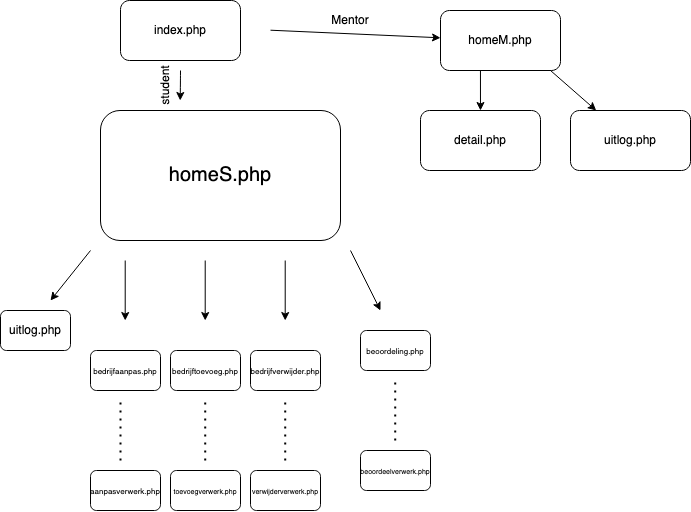 index.php
Mentor
homeM.php
student
detail.php
uitlog.php
homeS.php
uitlog.php
beoordeling.php
bedrijfaanpas.php
bedrijftoevoeg.php
bedrijfverwijder.php
beoordeelverwerk.php
aanpasverwerk.php
toevoegverwerk.php
verwijderverwerk.php